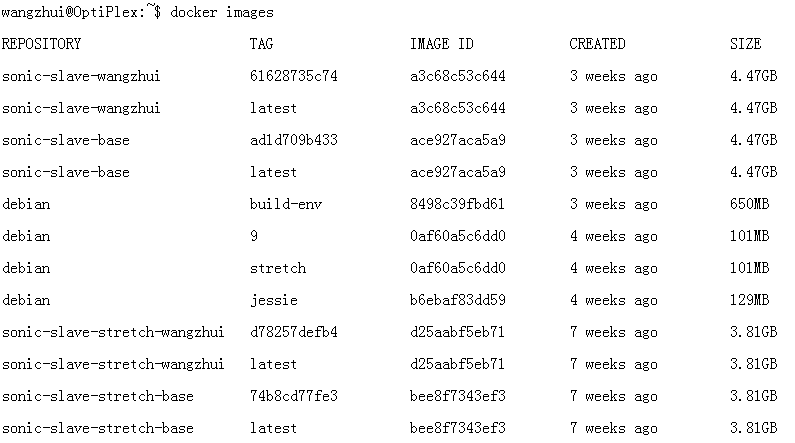 wangzhui@OptiPlex:~$ docker images
REPOSITORY TAG IMAGE ID CREATED SIZE
sonic-slave-wangzhui 61628735c74 a3c68c53c644 3 weeks ago 4.47GB
sonic-slave-wangzhui latest a3c68c53c644 3 weeks ago 4.47GB
sonic-slave-base ad1d709b433 ace927aca5a9 3 weeks ago 4.47GB
sonic-slave-base latest ace927aca5a9 3 weeks ago 4.47GB
debian build-env 8498c39fbd61 3 weeks ago 650MB
debian 9 0af60a5c6dd0 4 weeks ago 101MB
debian stretch 0af60a5c6dd0 4 weeks ago 101MB
debian jessie b6ebaf83dd59 4 weeks ago 129MB
sonic-slave-stretch-wangzhui d78257defb4 d25aabf5eb71 7 weeks ago 3.81GB
sonic-slave-stretch-wangzhui latest d25aabf5eb71 7 weeks ago 3.81GB
sonic-slave-stretch-base 74b8cd77fe3 bee8f7343ef3 7 weeks ago 3.81GB
sonic-slave-stretch-base latest bee8f7343ef3 7 weeks ago 3.81GB